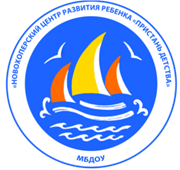 «НОВОХОПЕРСКИЙ ЦЕНТР РАЗВИТИЯ РЕБЕНКА «ПРИСТАНЬ ДЕТСТВА»
МБДОУ